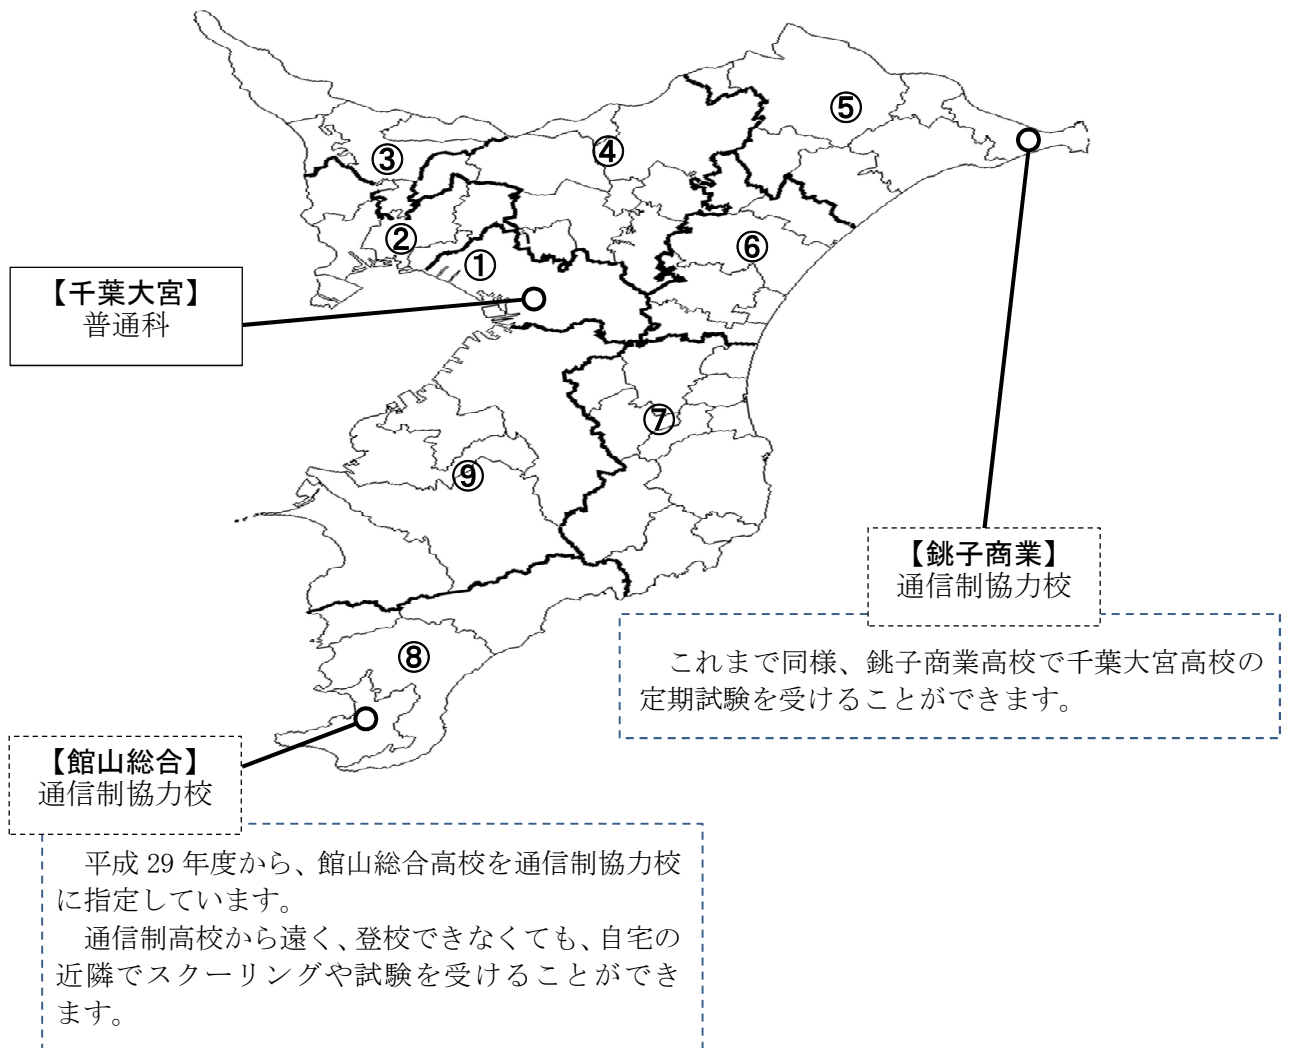 ③
④
⑤
②
①
⑥
【千葉大宮】
普通科
⑦
⑨
【銚子商業】
通信制協力校
これまで同様、銚子商業高校で千葉大宮高校の
定期試験を受けることができます。
⑧
【館山総合】
通信制協力校
平成 29 年度から、館山総合高校を通信制協力校
に指定しています。
通信制高校から遠く、登校できなくても、自宅の
近隣でスクーリングや試験を受けることができ
ます。